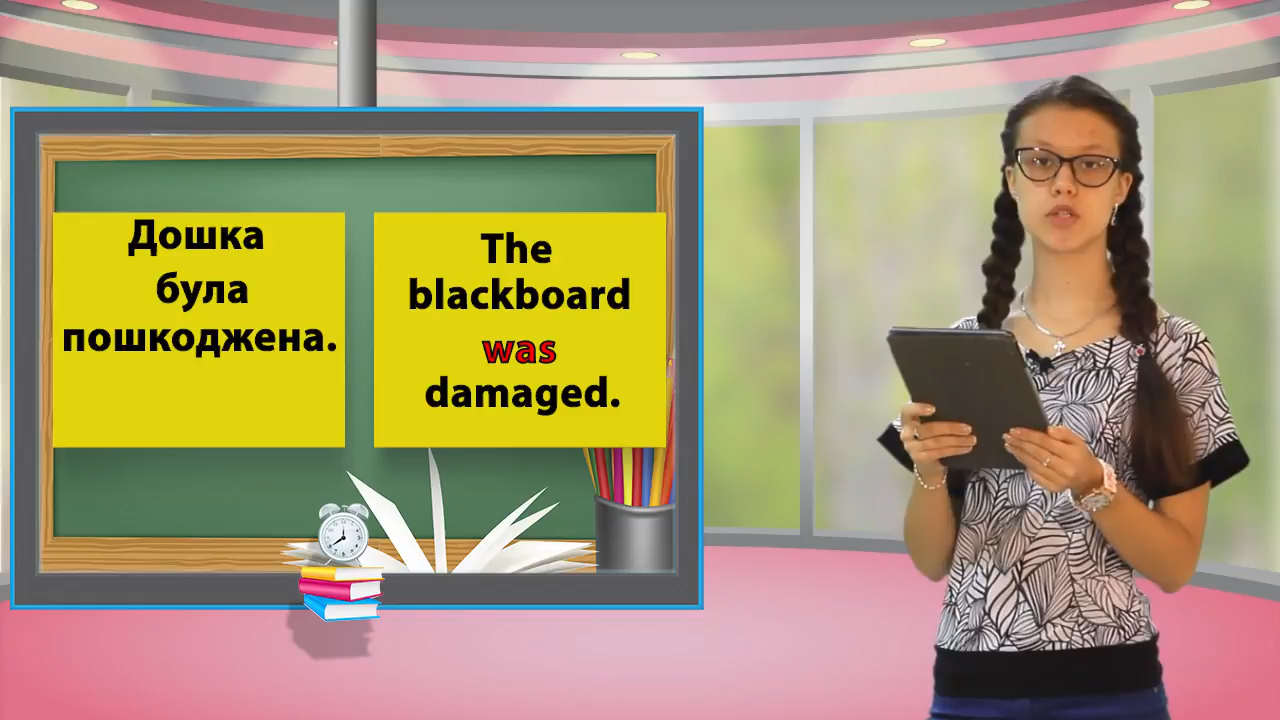 Дошка
була
пошкоджена.
The
blackboard
was
damaged.